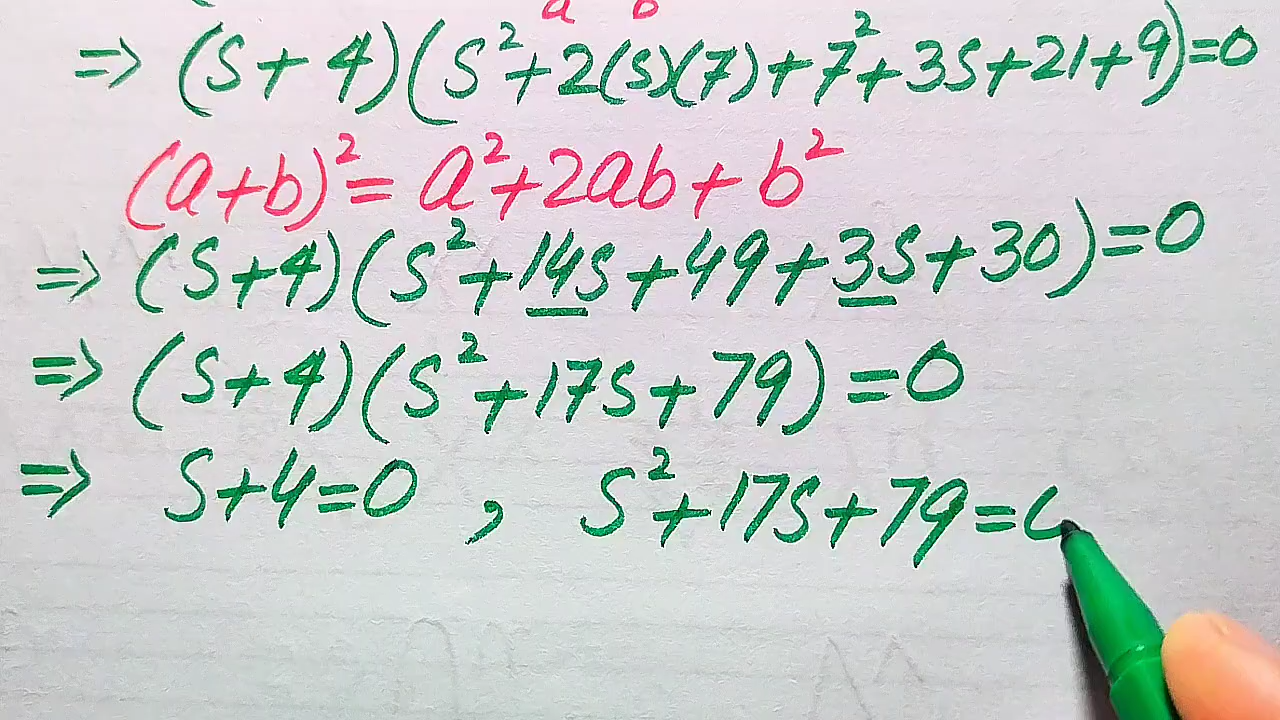 a b
=> (s+4)(s²+2(s)(7)+7²+3s+21+9)=0
(a+b)²= a²+2ab+b²
=> (s+4)(s²+14s+49+3s+30)=0
=> (s+4)(s²+17s+79)=0
=> s+4=0 , s²+17s+79=0